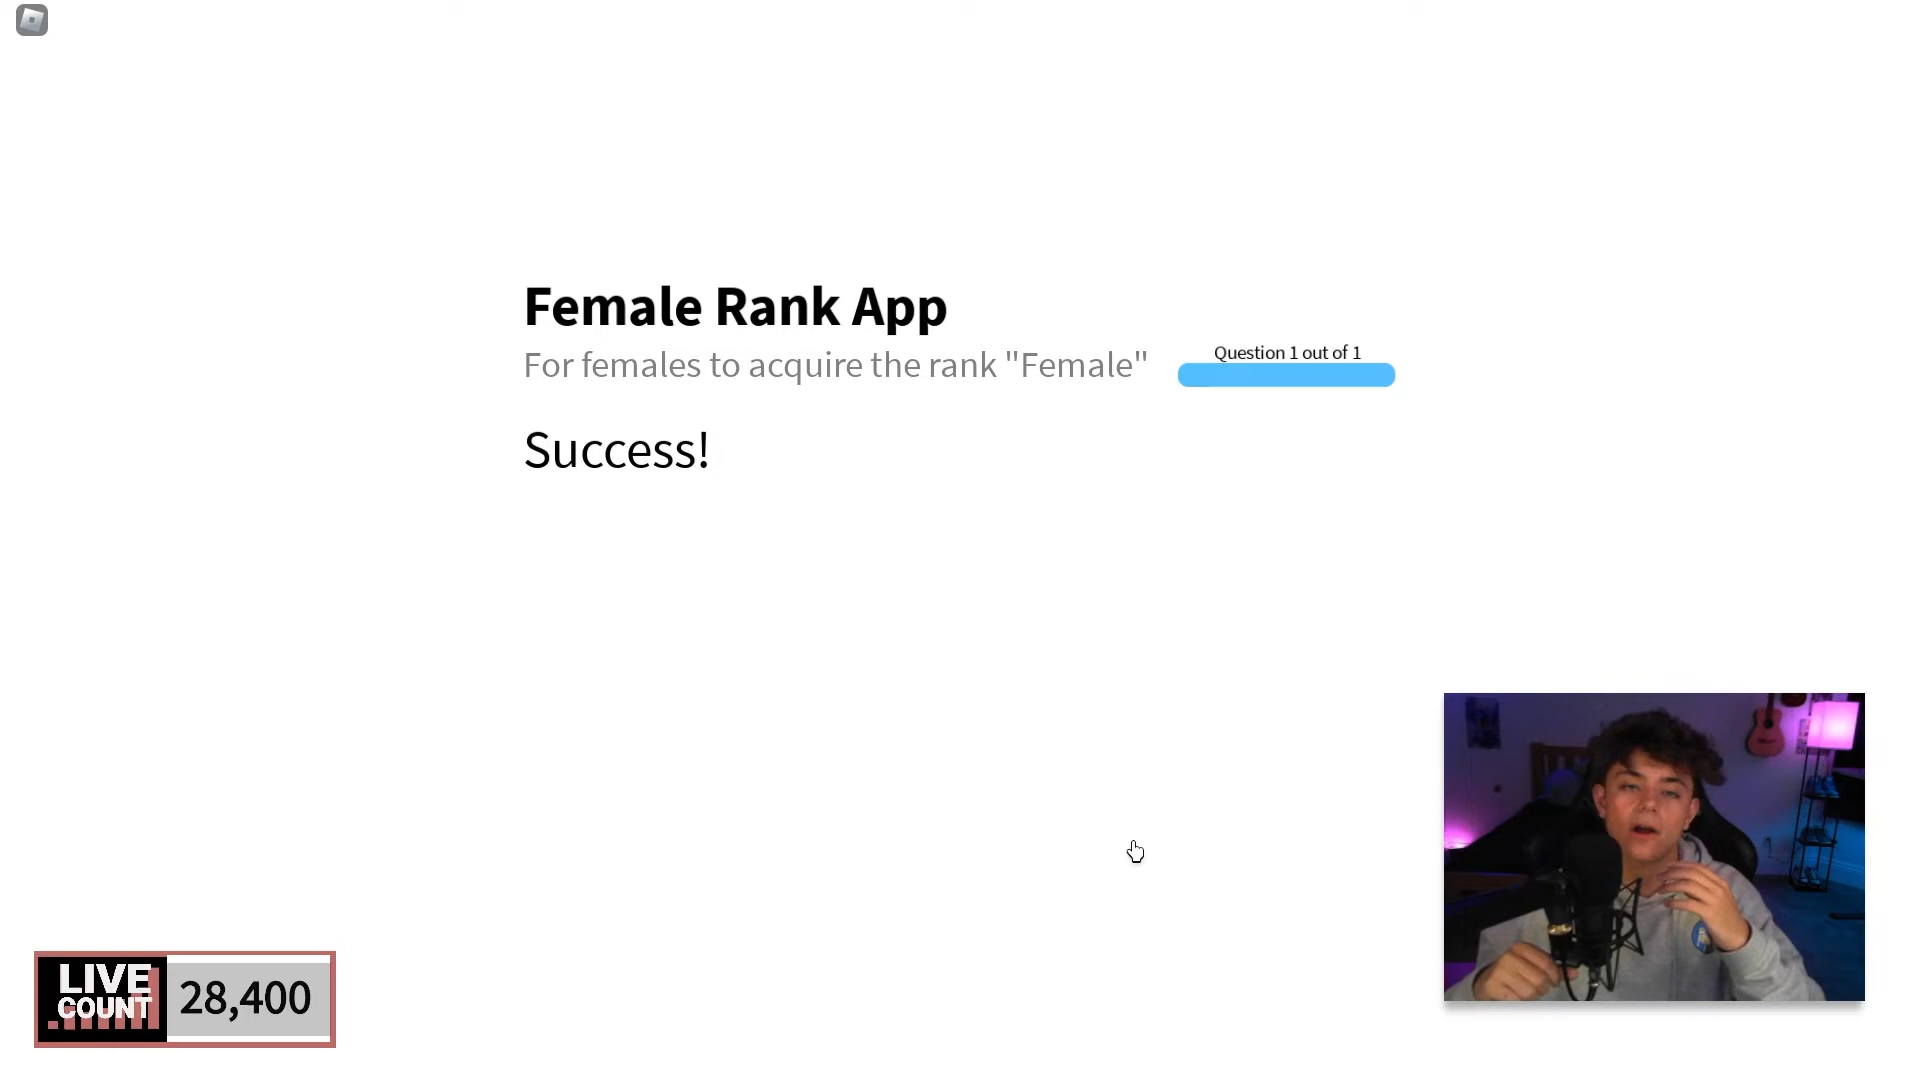 Female Rank App
For females to acquire the rank "Female"
Question 1 out of 1
Success!
LIVE
COUNT
28,400